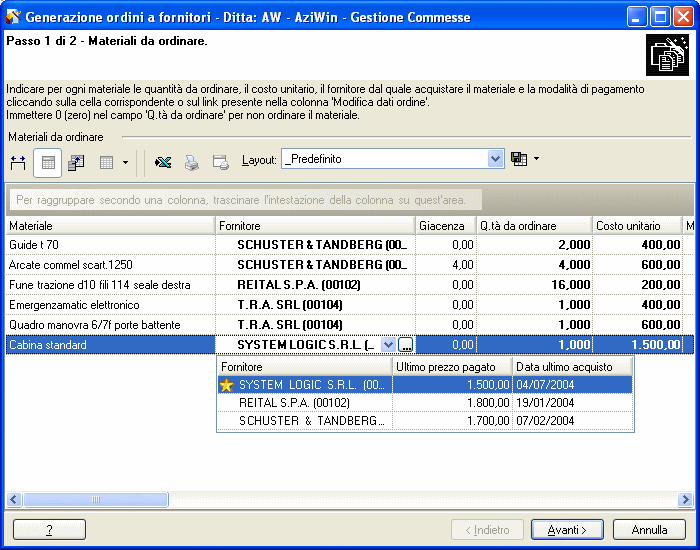 Generazione ordini a fornitori - Ditta: AW - AziWin - Gestione Commesse
Passo 1 di 2 - Materiali da ordinare.
Indicare per ogni materiale le quantità da ordinare, il costo unitario, il fornitore dal quale acquistare il materiale e la modalità di pagamento
cliccando sulla cella corrispondente o sul link presente nella colonna 'Modifica dati ordine'.
Immettere 0 (zero) nel campo 'Q.tà da ordinare' per non ordinare il materiale.
Materiali da ordinare
Layout: _Predefinito
Per raggruppare secondo una colonna, trascinare l'intestazione della colonna su quest'area.
Materiale Fornitore Giacenza Q.tà da ordinare Costo unitario M
Guide t 70 SCHUSTER & TANDBERG (00... 0,00 2,000 400,00
Arcate commel scart.1250 SCHUSTER & TANDBERG (00... 4,00 4,000 600,00
Fune trazione d10 fili 114 seale destra REITAL S.P.A. (00102) 0,00 16,000 200,00
Emergenzamatic elettronico T.R.A. SRL (00104) 0,00 1,000 400,00
Quadro manovra 6/7f porte battente T.R.A. SRL (00104) 0,00 1,000 600,00
Cabina standard SYSTEM LOGIC S.R.L. (... ... 0,00 1,000 1.500,00
Fornitore Ultimo prezzo pagato Data ultimo acquisto
SYSTEM LOGIC S.R.L. (00... 1.500,00 04/07/2004
REITAL S.P.A. (00102) 1.800,00 19/01/2004
SCHUSTER & TANDBERG... 1.700,00 07/02/2004
? < Indietro Avanti > Annulla